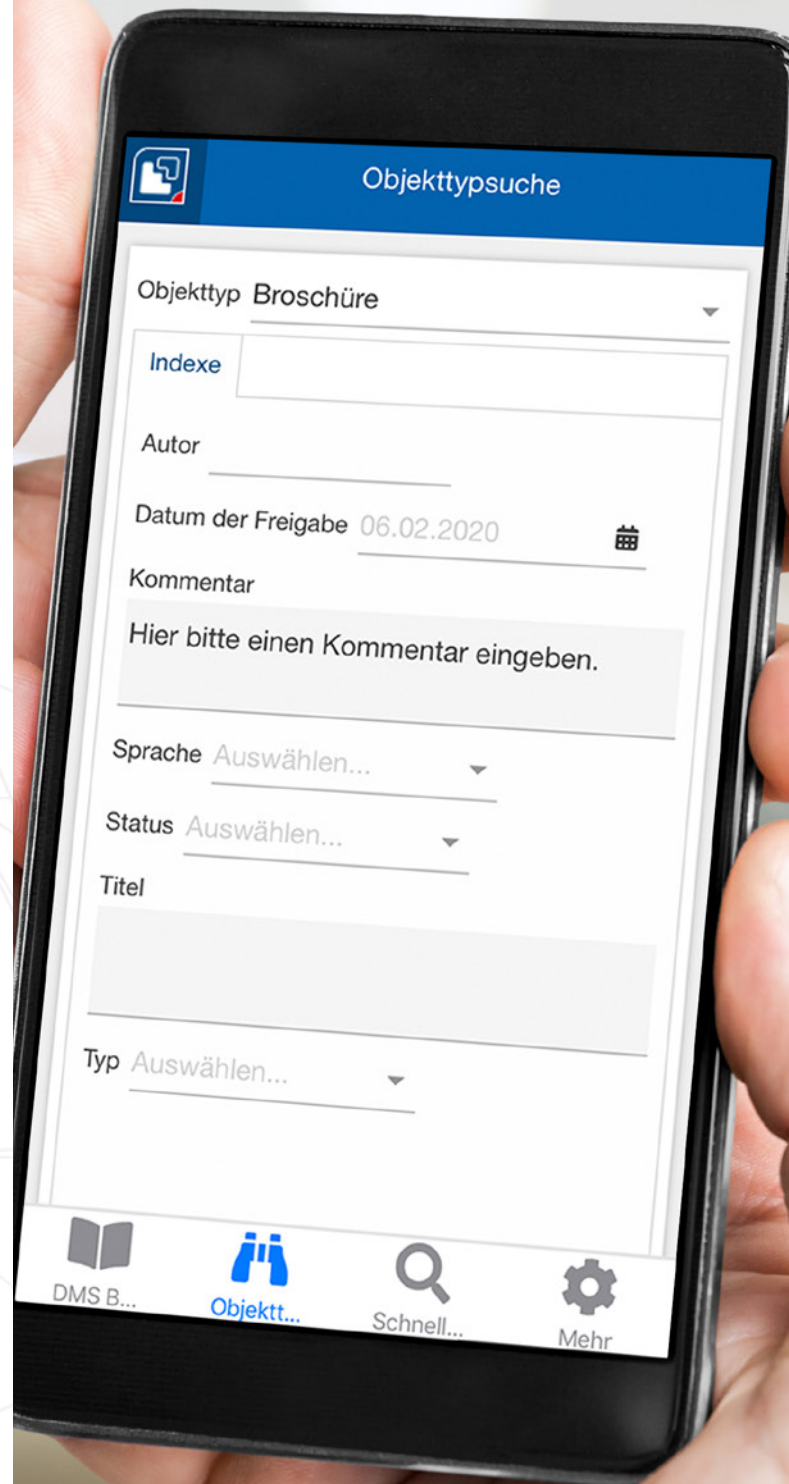 Objekttypsuche
Objekttyp Broschüre
Indexe
Autor
Datum der Freigabe 06.02.2020
Kommentar
Hier bitte einen Kommentar eingeben.
Sprache Auswählen...
Status Auswählen...
Titel
Typ Auswählen...
DMS B... Objektt... Schnell... Mehr